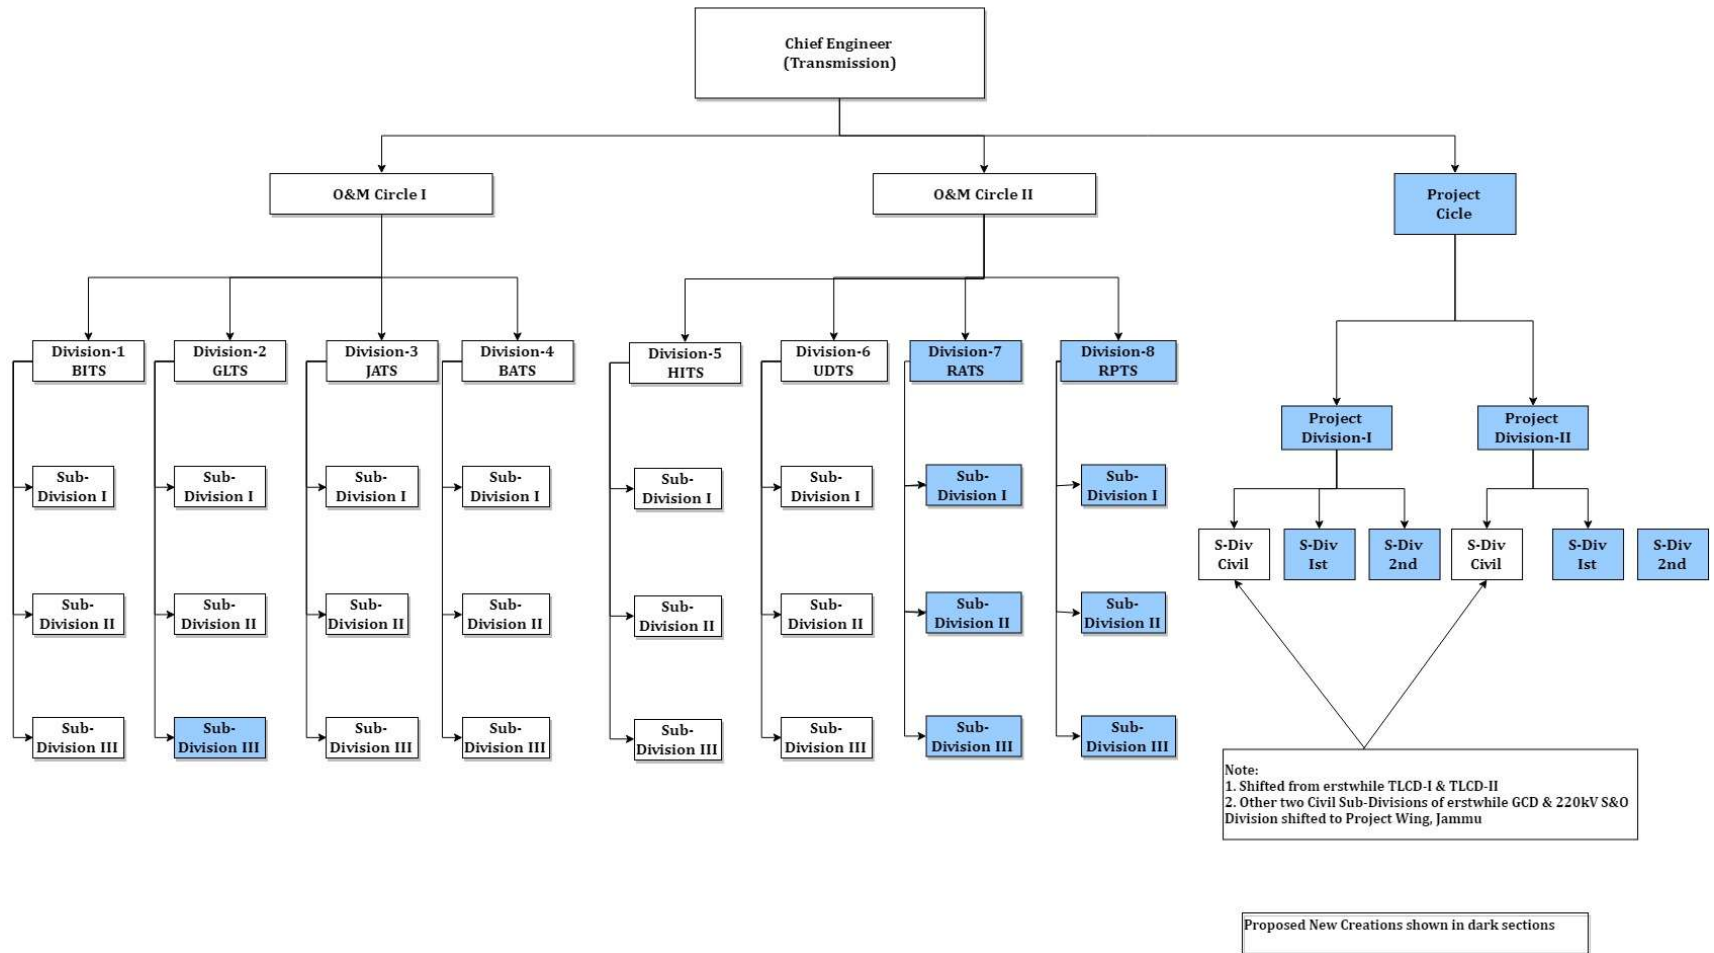 Chief Engineer
(Transmission)
O&M Circle I
O&M Circle II
Project
Cicle
Division-1
BITS
Division-2
GLTS
Division-3
JATS
Division-4
BATS
Division-5
HITS
Division-6
UDTS
Division-7
RATS
Division-8
RPTS
Project
Division-I
Project
Division-II
Sub-
Division I
Sub-
Division I
Sub-
Division I
Sub-
Division I
Sub-
Division I
Sub-
Division I
Sub-
Division I
Sub-
Division I
S-Div
Civil
S-Div
Ist
S-Div
2nd
S-Div
Civil
S-Div
Ist
S-Div
2nd
Sub-
Division II
Sub-
Division II
Sub-
Division II
Sub-
Division II
Sub-
Division II
Sub-
Division II
Sub-
Division II
Sub-
Division II
Sub-
Division III
Sub-
Division III
Sub-
Division III
Sub-
Division III
Sub-
Division III
Sub-
Division III
Sub-
Division III
Sub-
Division III
Note:
1. Shifted from erstwhile TLCD-I & TLCD-II
2. Other two Civil Sub-Divisions of erstwhile GCD & 220kV S&O
Division shifted to Project Wing, Jammu
Proposed New Creations shown in dark sections